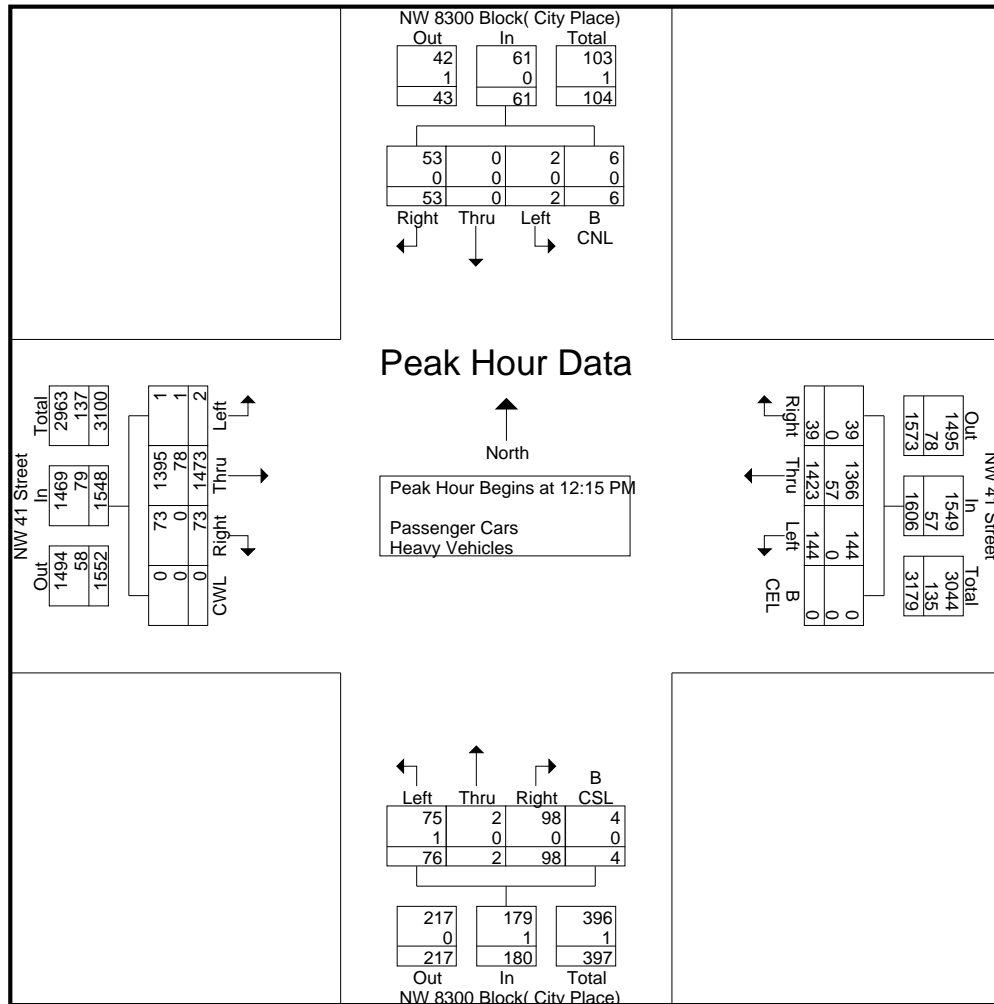 NW 8300 Block( City Place)
Out In Total
42 61 103
1 0 1
43 61 104
53 0 2 6
0 0 0 0
53 0 2 6
Right Thru Left B
CNL
Peak Hour Data
North
Peak Hour Begins at 12:15 PM
Passenger Cars
Heavy Vehicles
NW 41 Street
Out In Total
1494 1469 2963
58 79 137
1552 1548 3100
CWL Right Thru Left
0 73 1395 1
0 0 78 1
0 73 1473 2
NW 41 Street
Out In Total
1495 1549 3044
78 57 135
1573 1606 3179
39 1366 144 0
0 57 0 0
39 1423 144 0
Right Thru Left B
CEL
B
Left Thru Right CSL
75 2 98 4
1 0 0 0
76 2 98 4
217 179 396
0 1 1
217 180 397
Out In Total
NW 8300 Block( City Place)